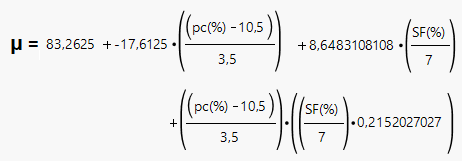 μ = 83,2625 + -17,6125 • ((pc(%) - 10,5) / 3,5) + 8,6483108108 • (SF(%) / 7)
+ ((pc(%) - 10,5) / 3,5) • ((SF(%) / 7) • 0,2152027027)